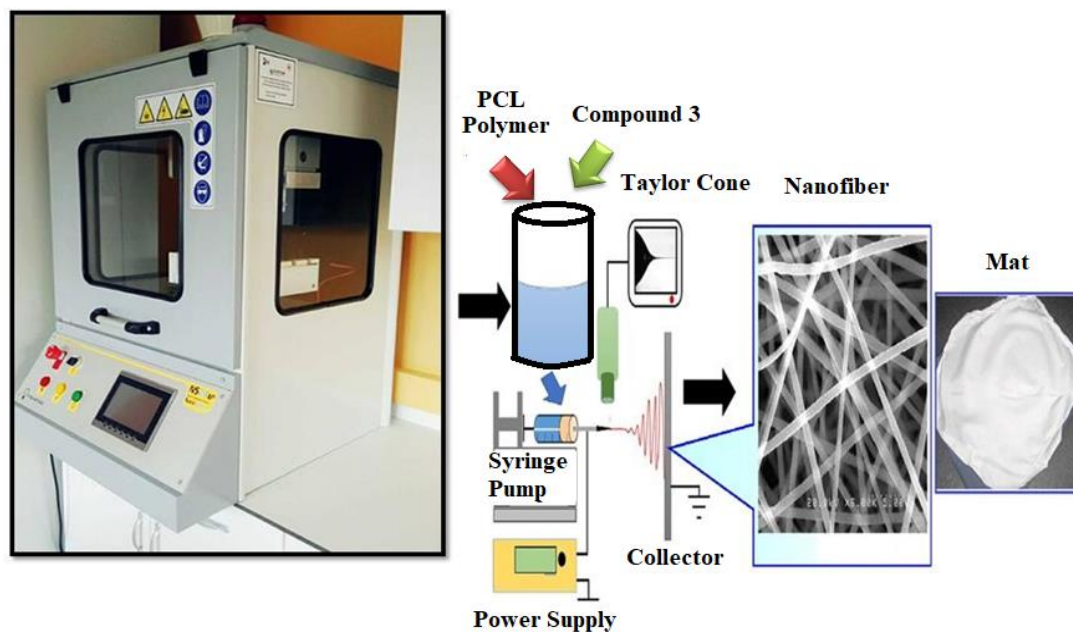 PCL
Polymer
Compound 3
Taylor Cone
Nanofiber
Mat
Syringe
Pump
Collector
Power Supply